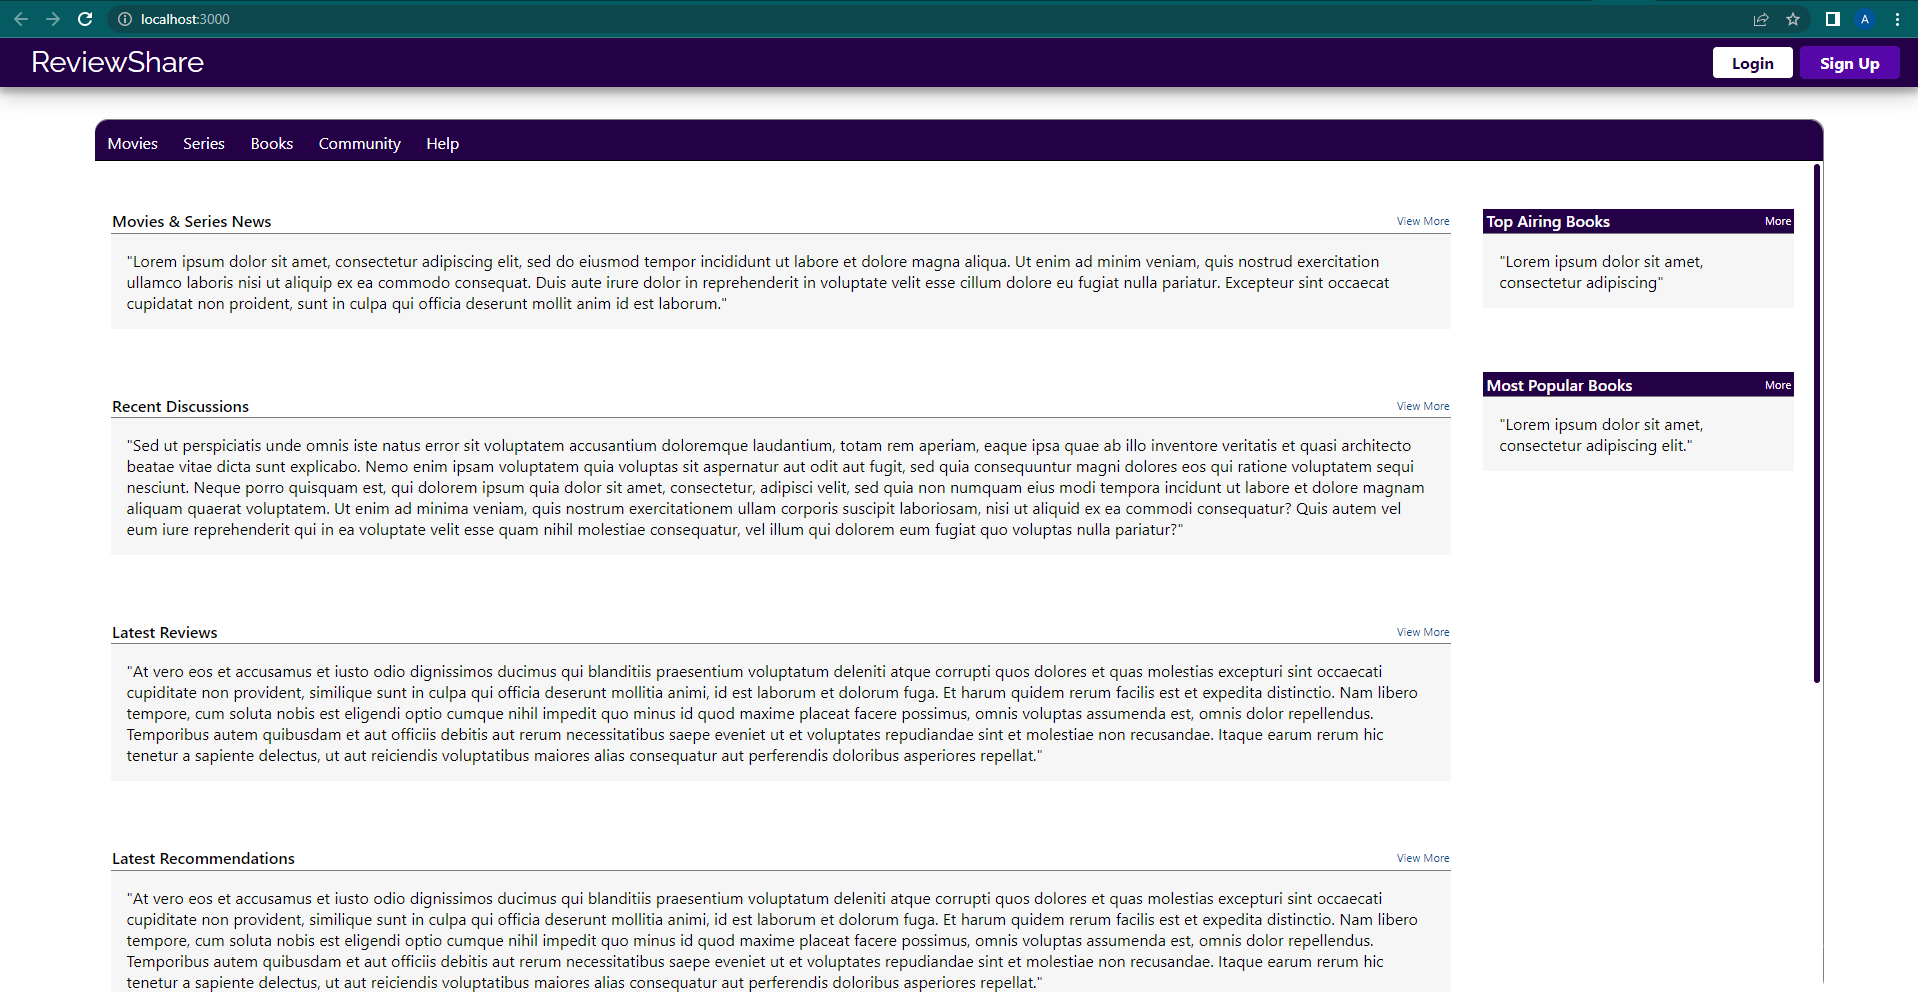 localhost:3000
A
ReviewShare
Login
Sign Up
Movies
Series
Books
Community
Help
Movies & Series News
View More
"Lorem ipsum dolor sit amet, consectetur adipiscing elit, sed do eiusmod tempor incididunt ut labore et dolore magna aliqua. Ut enim ad minim veniam, quis nostrud exercitation
ullamco laboris nisi ut aliquip ex ea commodo consequat. Duis aute irure dolor in reprehenderit in voluptate velit esse cillum dolore eu fugiat nulla pariatur. Excepteur sint occaecat
cupidatat non proident, sunt in culpa qui officia deserunt mollit anim id est laborum."
Recent Discussions
View More
"Sed ut perspiciatis unde omnis iste natus error sit voluptatem accusantium doloremque laudantium, totam rem aperiam, eaque ipsa quae ab illo inventore veritatis et quasi architecto
beatae vitae dicta sunt explicabo. Nemo enim ipsam voluptatem quia voluptas sit aspernatur aut odit aut fugit, sed quia consequuntur magni dolores eos qui ratione voluptatem sequi
nesciunt. Neque porro quisquam est, qui dolorem ipsum quia dolor sit amet, consectetur, adipisci velit, sed quia non numquam eius modi tempora incidunt ut labore et dolore magnam
aliquam quaerat voluptatem. Ut enim ad minima veniam, quis nostrum exercitationem ullam corporis suscipit laboriosam, nisi ut aliquid ex ea commodi consequatur? Quis autem vel
eum iure reprehenderit qui in ea voluptate velit esse quam nihil molestiae consequatur, vel illum qui dolorem eum fugiat quo voluptas nulla pariatur?"
Latest Reviews
View More
"At vero eos et accusamus et iusto odio dignissimos ducimus qui blanditiis praesentium voluptatum deleniti atque corrupti quos dolores et quas molestias excepturi sint occaecati
cupiditate non provident, similique sunt in culpa qui officia deserunt mollitia animi, id est laborum et dolorum fuga. Et harum quidem rerum facilis est et expedita distinctio. Nam libero
tempore, cum soluta nobis est eligendi optio cumque nihil impedit quo minus id quod maxime placeat facere possimus, omnis voluptas assumenda est, omnis dolor repellendus.
Temporibus autem quibusdam et aut officiis debitis aut rerum necessitatibus saepe eveniet ut et voluptates repudiandae sint et molestiae non recusandae. Itaque earum rerum hic
tenetur a sapiente delectus, ut aut reiciendis voluptatibus maiores alias consequatur aut perferendis doloribus asperiores repellat."
Latest Recommendations
View More
"At vero eos et accusamus et iusto odio dignissimos ducimus qui blanditiis praesentium voluptatum deleniti atque corrupti quos dolores et quas molestias excepturi sint occaecati
cupiditate non provident, similique sunt in culpa qui officia deserunt mollitia animi, id est laborum et dolorum fuga. Et harum quidem rerum facilis est et expedita distinctio. Nam libero
tempore, cum soluta nobis est eligendi optio cumque nihil impedit quo minus id quod maxime placeat facere possimus, omnis voluptas assumenda est, omnis dolor repellendus.
Temporibus autem quibusdam et aut officiis debitis aut rerum necessitatibus saepe eveniet ut et voluptates repudiandae sint et molestiae non recusandae. Itaque earum rerum hic
tenetur a sapiente delectus, ut aut reiciendis voluptatibus maiores alias consequatur aut perferendis doloribus asperiores repellat."
Top Airing Books
More
"Lorem ipsum dolor sit amet,
consectetur adipiscing"
Most Popular Books
More
"Lorem ipsum dolor sit amet,
consectetur adipiscing elit."